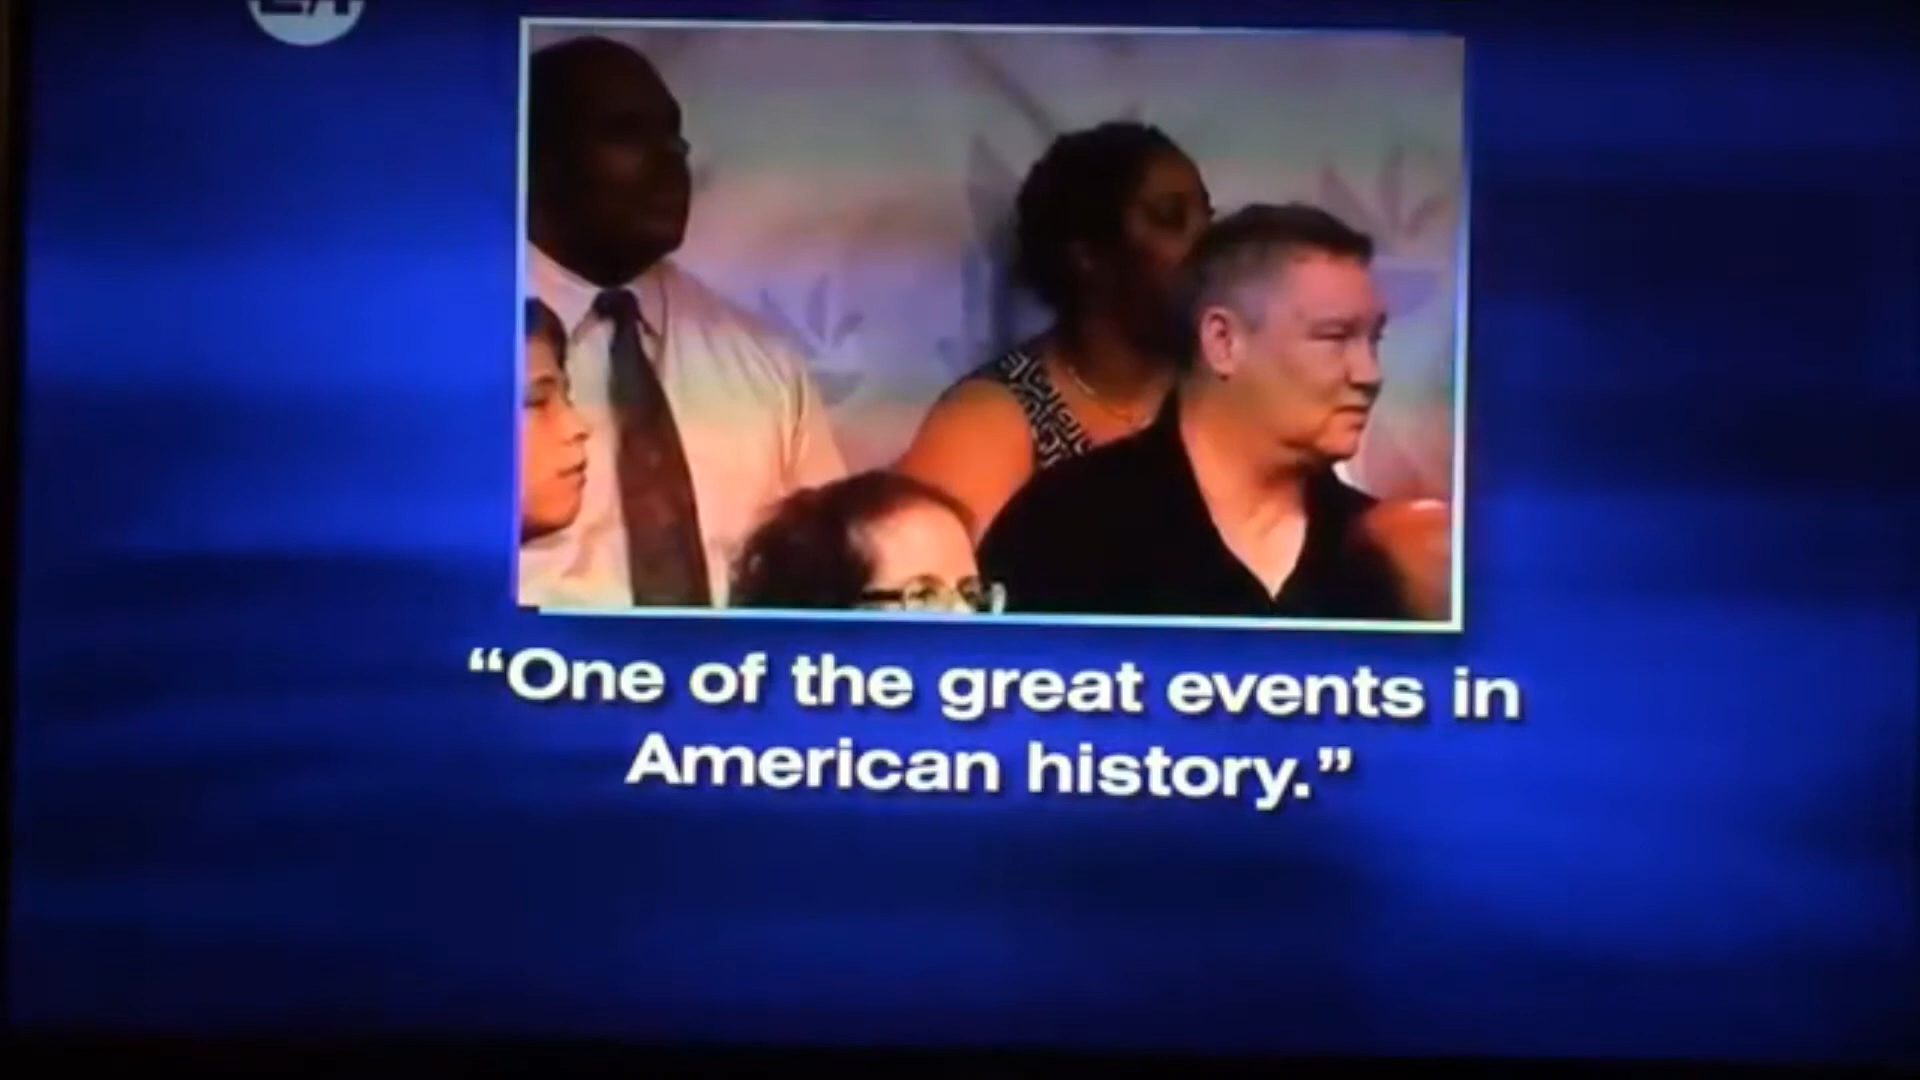 “One of the great events in
American history.”